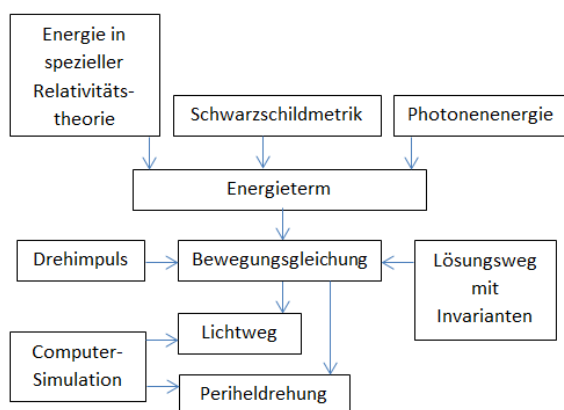 Energie in
spezieller
Relativitäts-
theorie
Schwarzschildmetrik
Photonenenergie
Energieterm
Drehimpuls
Bewegungsgleichung
Lösungsweg
mit
Invarianten
Lichtweg
Computer-
Simulation
Periheldrehung